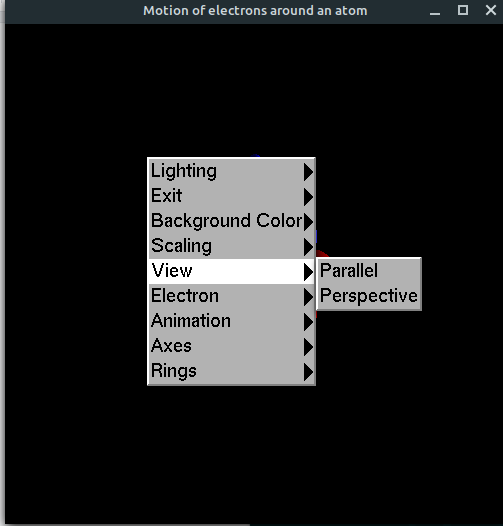 Motion of electrons around an atom
Lighting
Exit
Background Color
Scaling
View
Parallel
Electron
Perspective
Animation
Axes
Rings